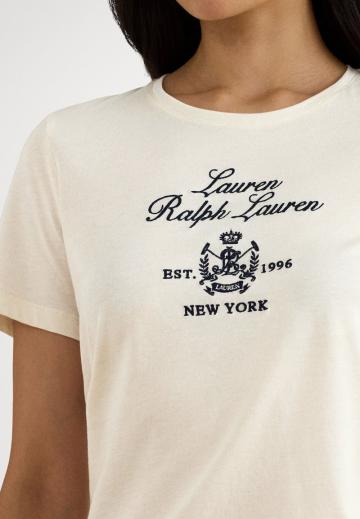 Lauren
Ralph Lauren
EST. 1996
LAUREN
NEW YORK